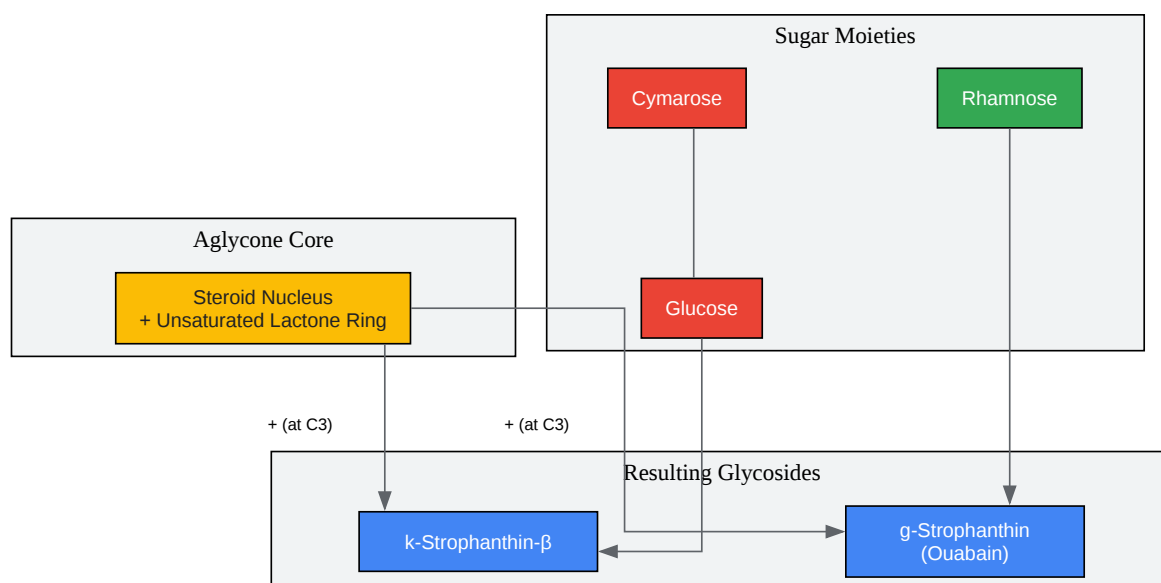 Sugar Moieties
Cymarose
Rhamnose
Aglycone Core
Steroid Nucleus
+ Unsaturated Lactone Ring
Glucose
+ (at C3)
+ (at C3)
Resulting Glycosides
k-Strophanthin-β
g-Strophanthin
(Ouabain)